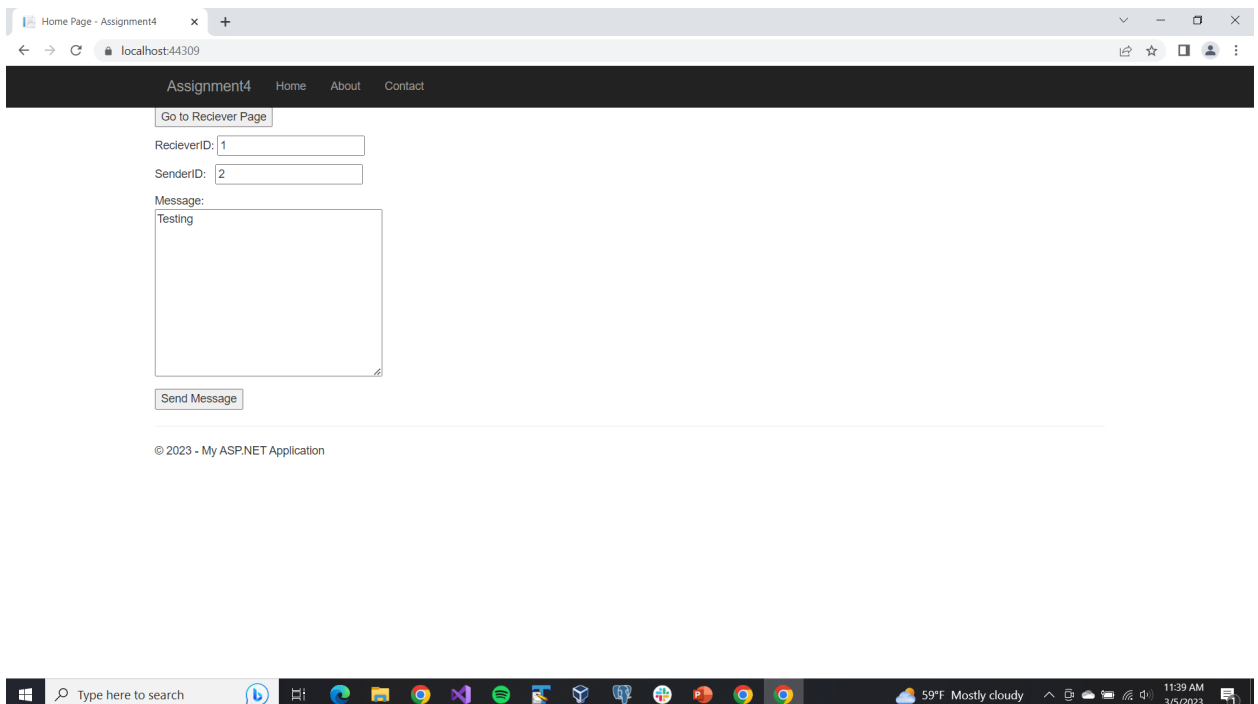 Home Page - Assignment4
localhost:44309
Assignment4 Home About Contact
Go to Reciever Page
RecieverID: 1
SenderID: 2
Message:
Testing
Send Message
© 2023 - My ASP.NET Application
Type here to search
59°F Mostly cloudy
11:39 AM
3/5/2023
1